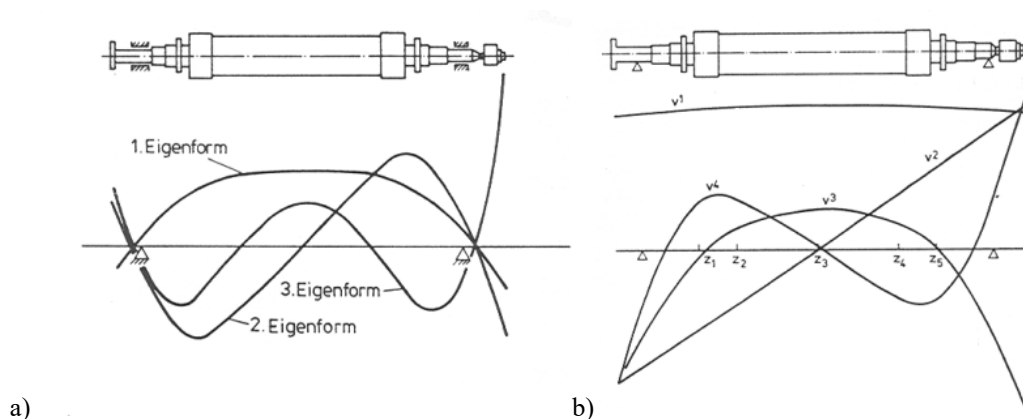 1. Eigenform
3. Eigenform
2. Eigenform
a)
v¹
v²
v⁴
v³
z₁ z₂ z₃ z₄ z₅
b)